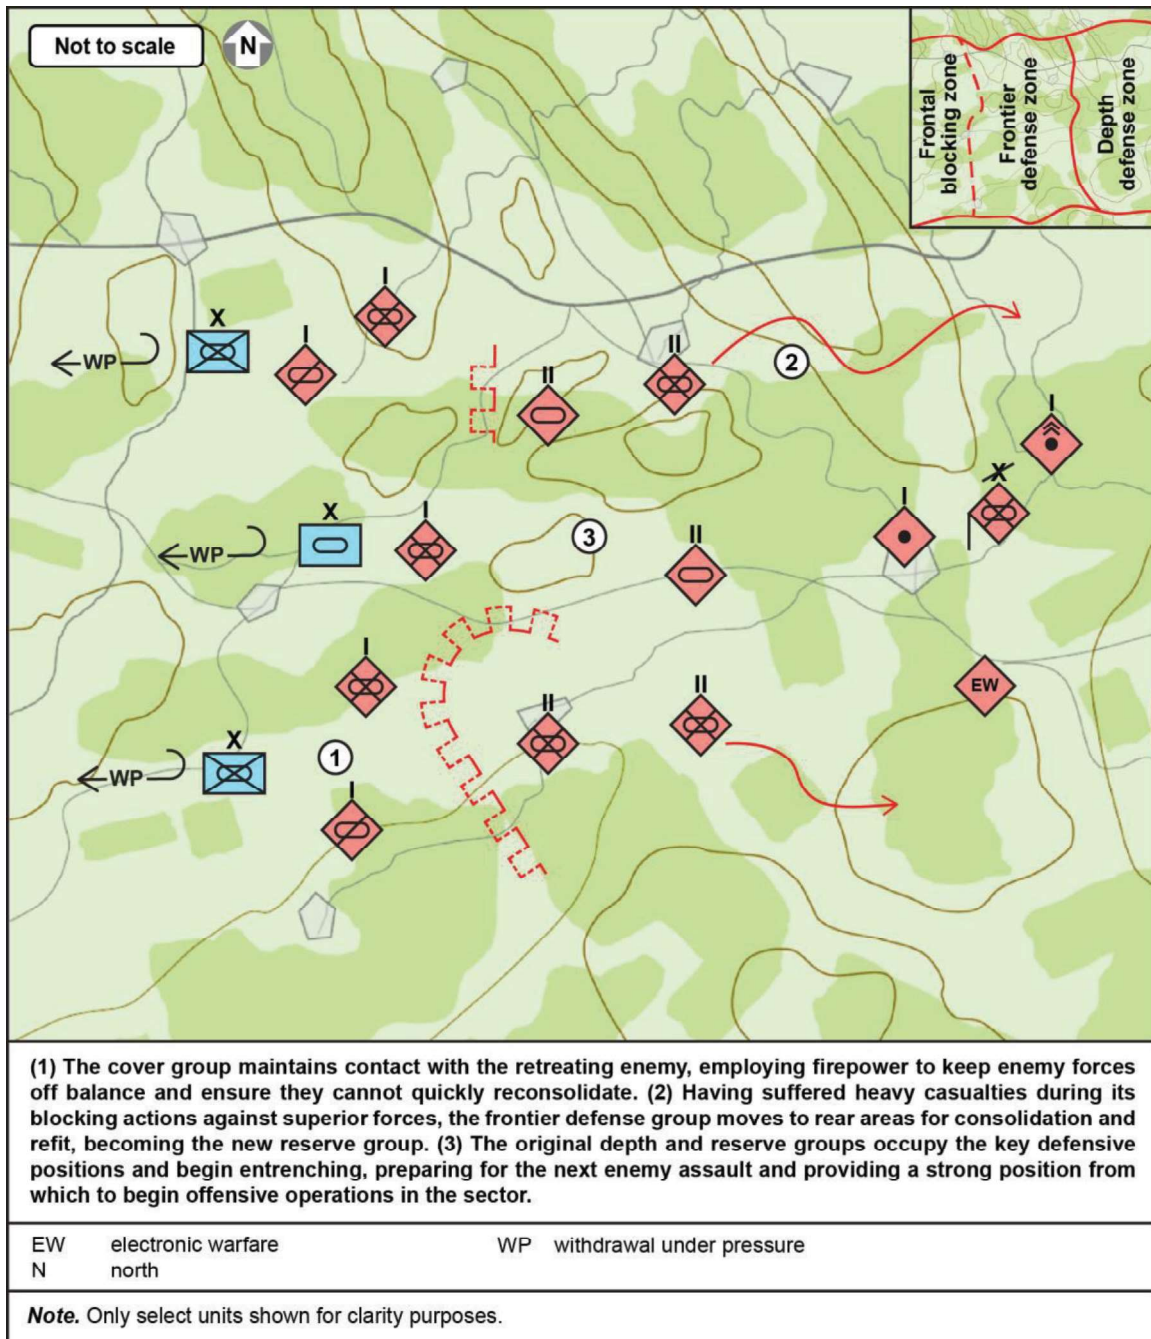 Not to scale
N
Frontal
blocking zone
Frontier
defense zone
Depth
defense zone
I
X
I
WP
II
II
2
I
X
I
X
I
3
II
WP
I
II
II
EW
X
1
WP
I
(1) The cover group maintains contact with the retreating enemy, employing firepower to keep enemy forces
off balance and ensure they cannot quickly reconsolidate. (2) Having suffered heavy casualties during its
blocking actions against superior forces, the frontier defense group moves to rear areas for consolidation and
refit, becoming the new reserve group. (3) The original depth and reserve groups occupy the key defensive
positions and begin entrenching, preparing for the next enemy assault and providing a strong position from
which to begin offensive operations in the sector.
EW electronic warfare WP withdrawal under pressure
N north
Note. Only select units shown for clarity purposes.